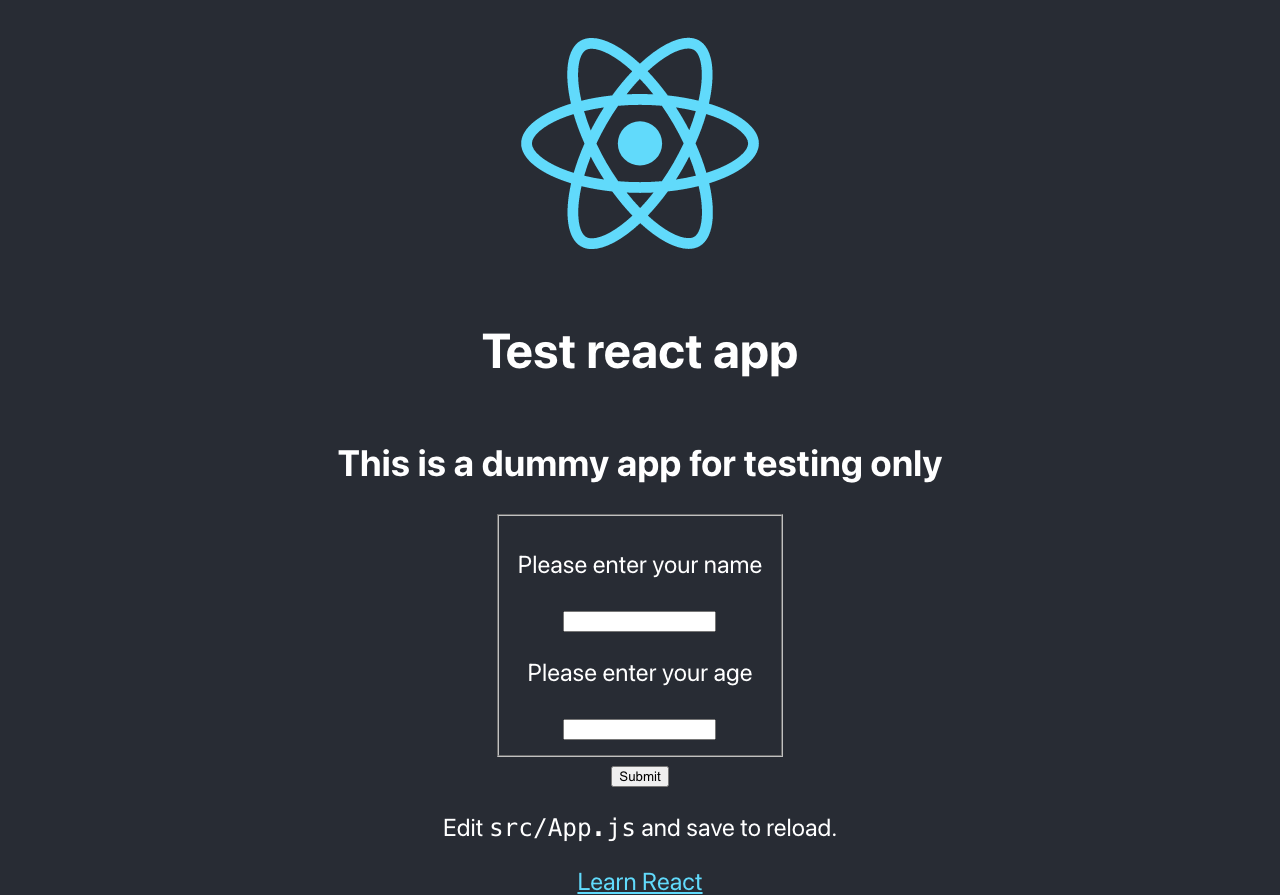 Test react app
This is a dummy app for testing only
Please enter your name
Please enter your age
Submit
Edit src/App.js and save to reload.
Learn React